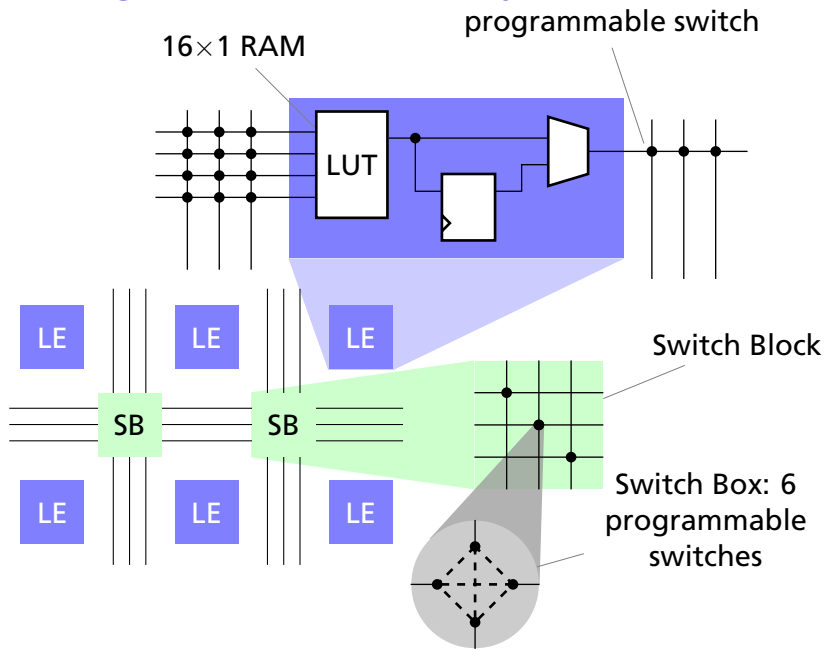 programmable switch
16×1 RAM
LUT
LE LE LE
Switch Block
SB SB
Switch Box: 6
programmable
switches
LE LE LE